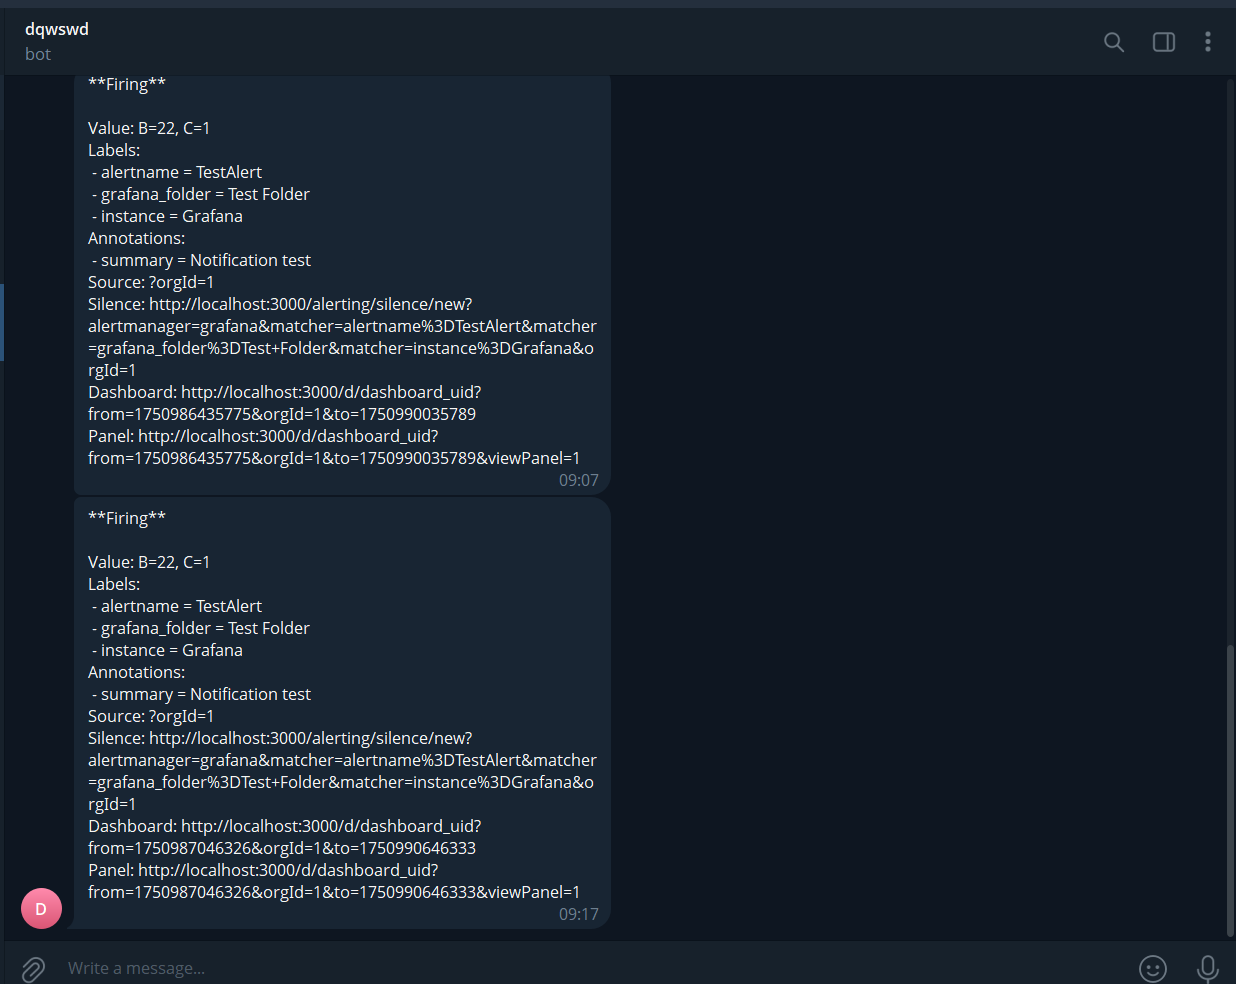 dqwswd
bot
**Firing**
Value: B=22, C=1
Labels:
- alertname = TestAlert
- grafana_folder = Test Folder
- instance = Grafana
Annotations:
- summary = Notification test
Source: ?orgId=1
Silence: http://localhost:3000/alerting/silence/new?
alertmanager=grafana&matcher=alertname%3DTestAlert&matcher
=grafana_folder%3DTest+Folder&matcher=instance%3DGrafana&o
rgId=1
Dashboard: http://localhost:3000/d/dashboard_uid?
from=1750986435775&orgId=1&to=1750990035789
Panel: http://localhost:3000/d/dashboard_uid?
from=1750986435775&orgId=1&to=1750990035789&viewPanel=1
09:07
**Firing**
Value: B=22, C=1
Labels:
- alertname = TestAlert
- grafana_folder = Test Folder
- instance = Grafana
Annotations:
- summary = Notification test
Source: ?orgId=1
Silence: http://localhost:3000/alerting/silence/new?
alertmanager=grafana&matcher=alertname%3DTestAlert&matcher
=grafana_folder%3DTest+Folder&matcher=instance%3DGrafana&o
rgId=1
Dashboard: http://localhost:3000/d/dashboard_uid?
from=1750987046326&orgId=1&to=1750990646333
Panel: http://localhost:3000/d/dashboard_uid?
from=1750987046326&orgId=1&to=1750990646333&viewPanel=1
09:17
D
Write a message...